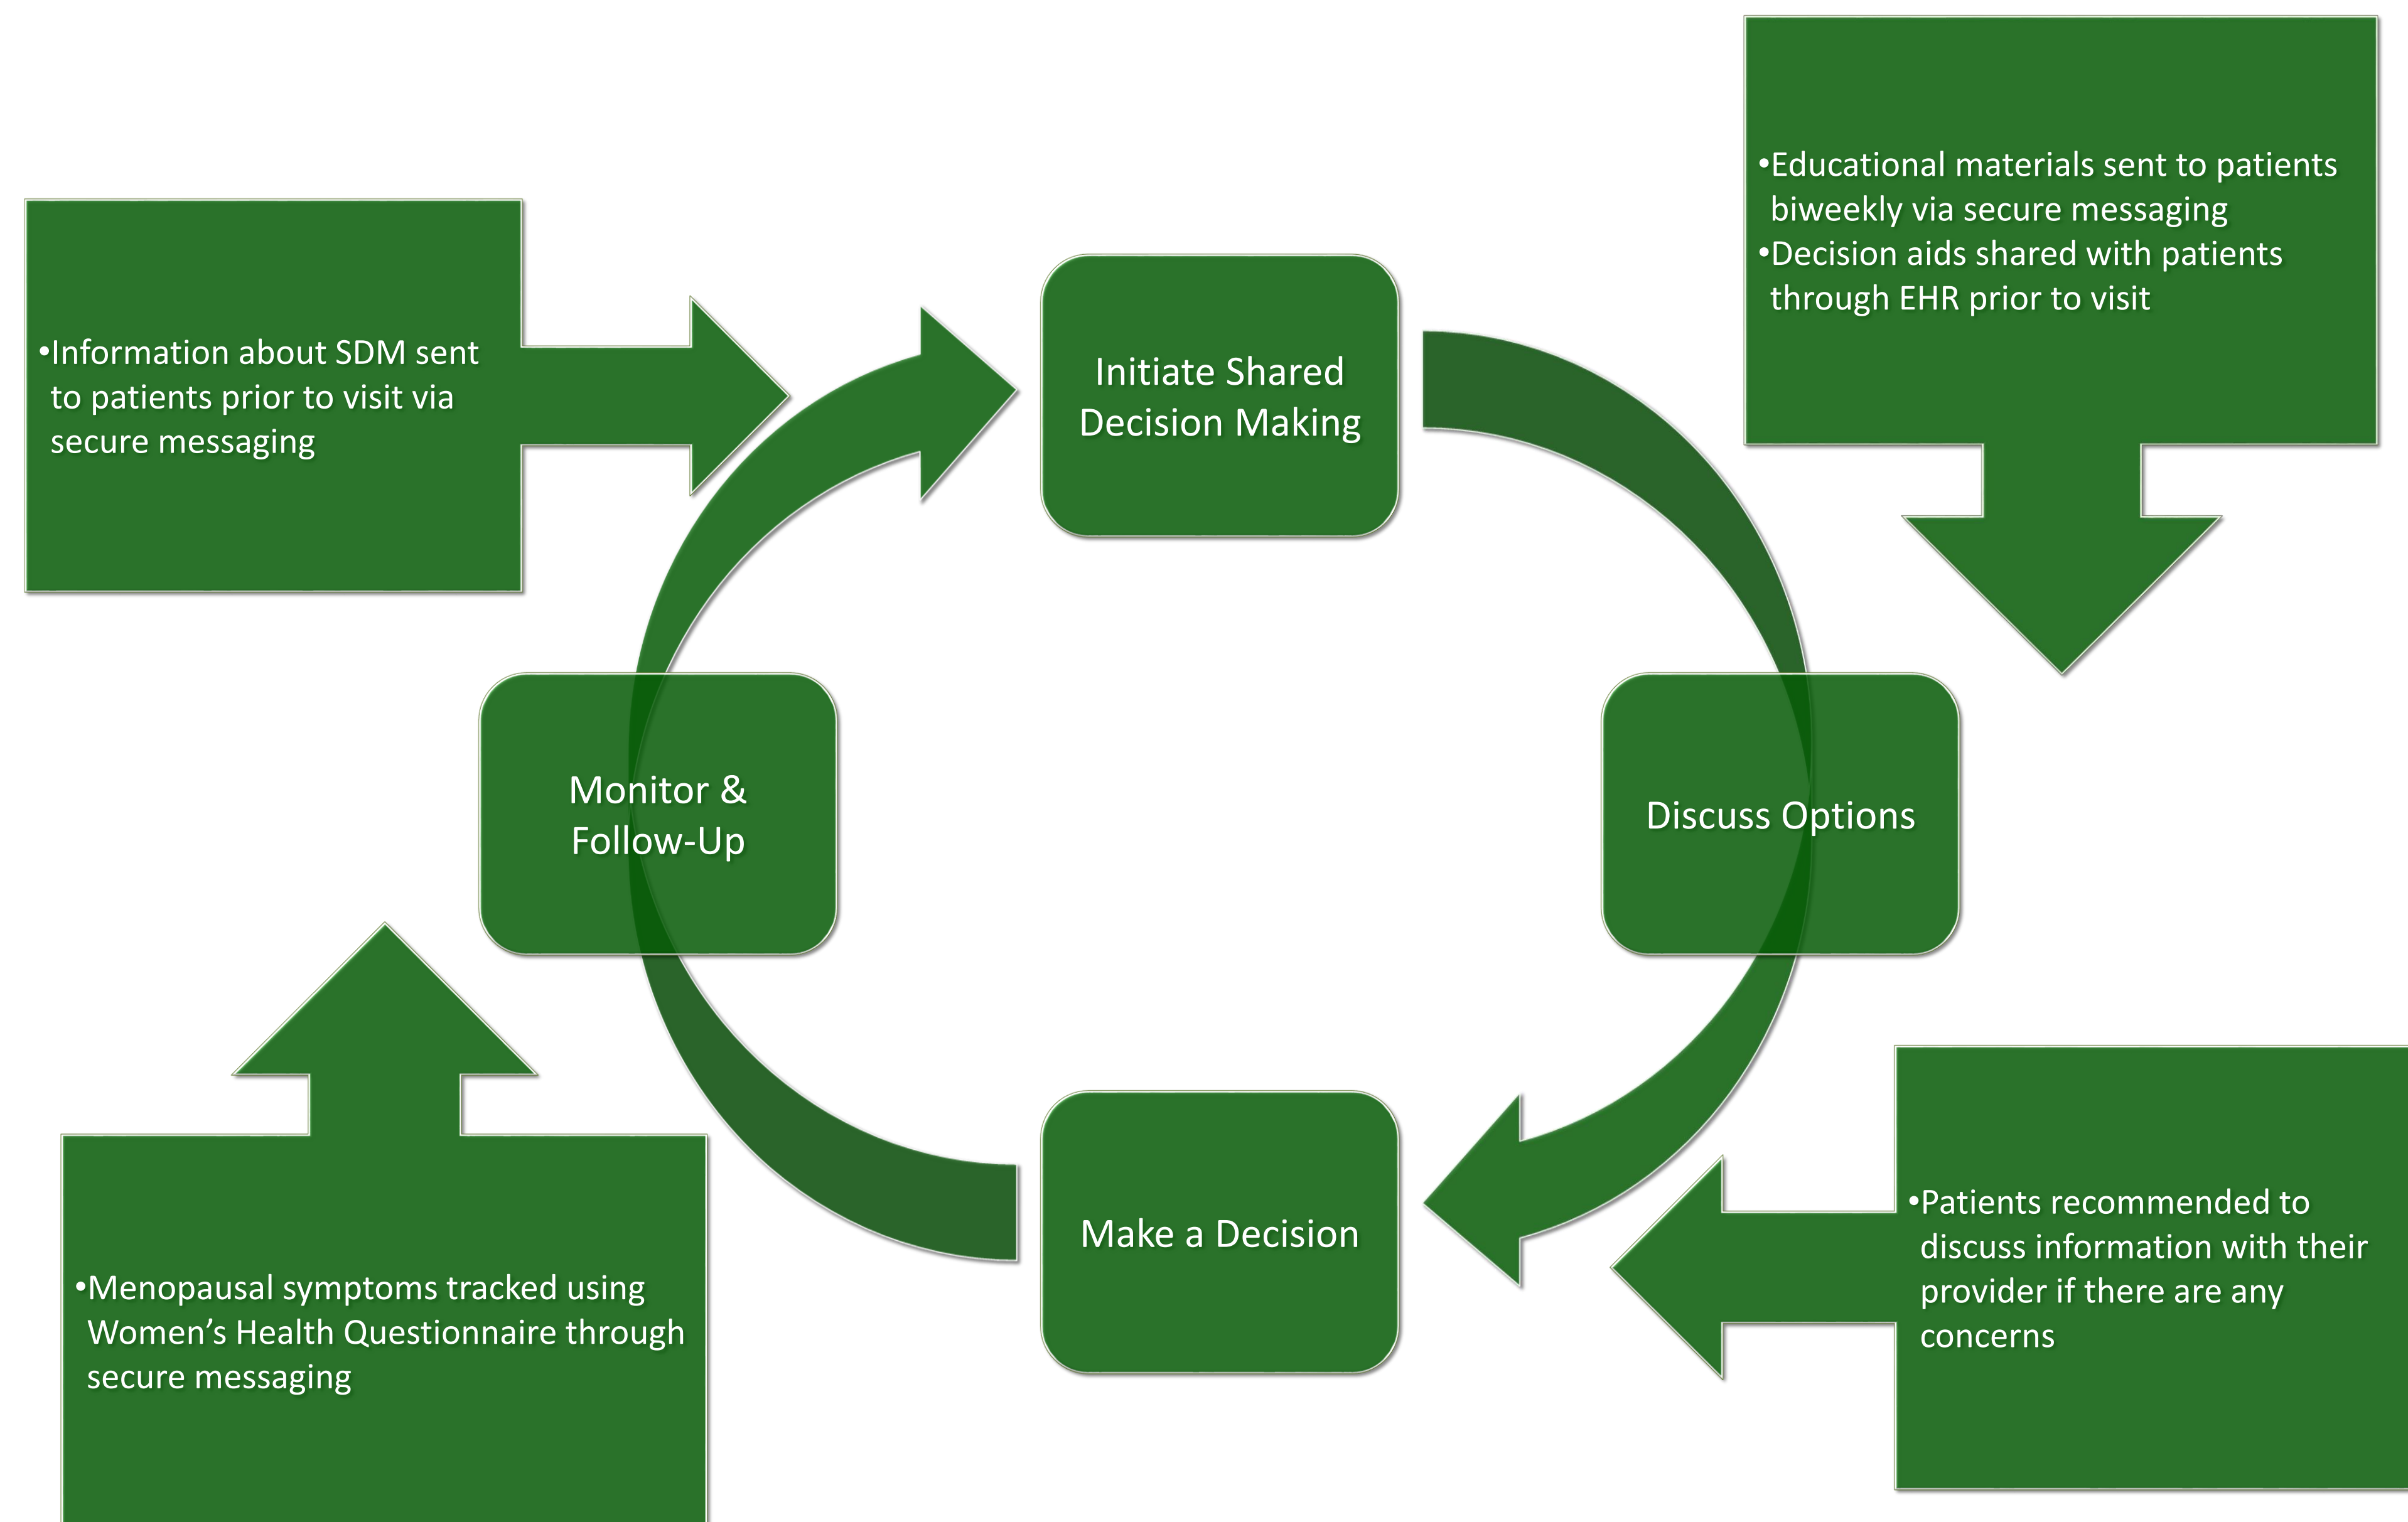 •Information about SDM sent
to patients prior to visit via
secure messaging
Initiate Shared
Decision Making
•Educational materials sent to patients
biweekly via secure messaging
•Decision aids shared with patients
through EHR prior to visit
Monitor &
Follow-Up
Discuss Options
•Menopausal symptoms tracked using
Women’s Health Questionnaire through
secure messaging
Make a Decision
•Patients recommended to
discuss information with their
provider if there are any
concerns